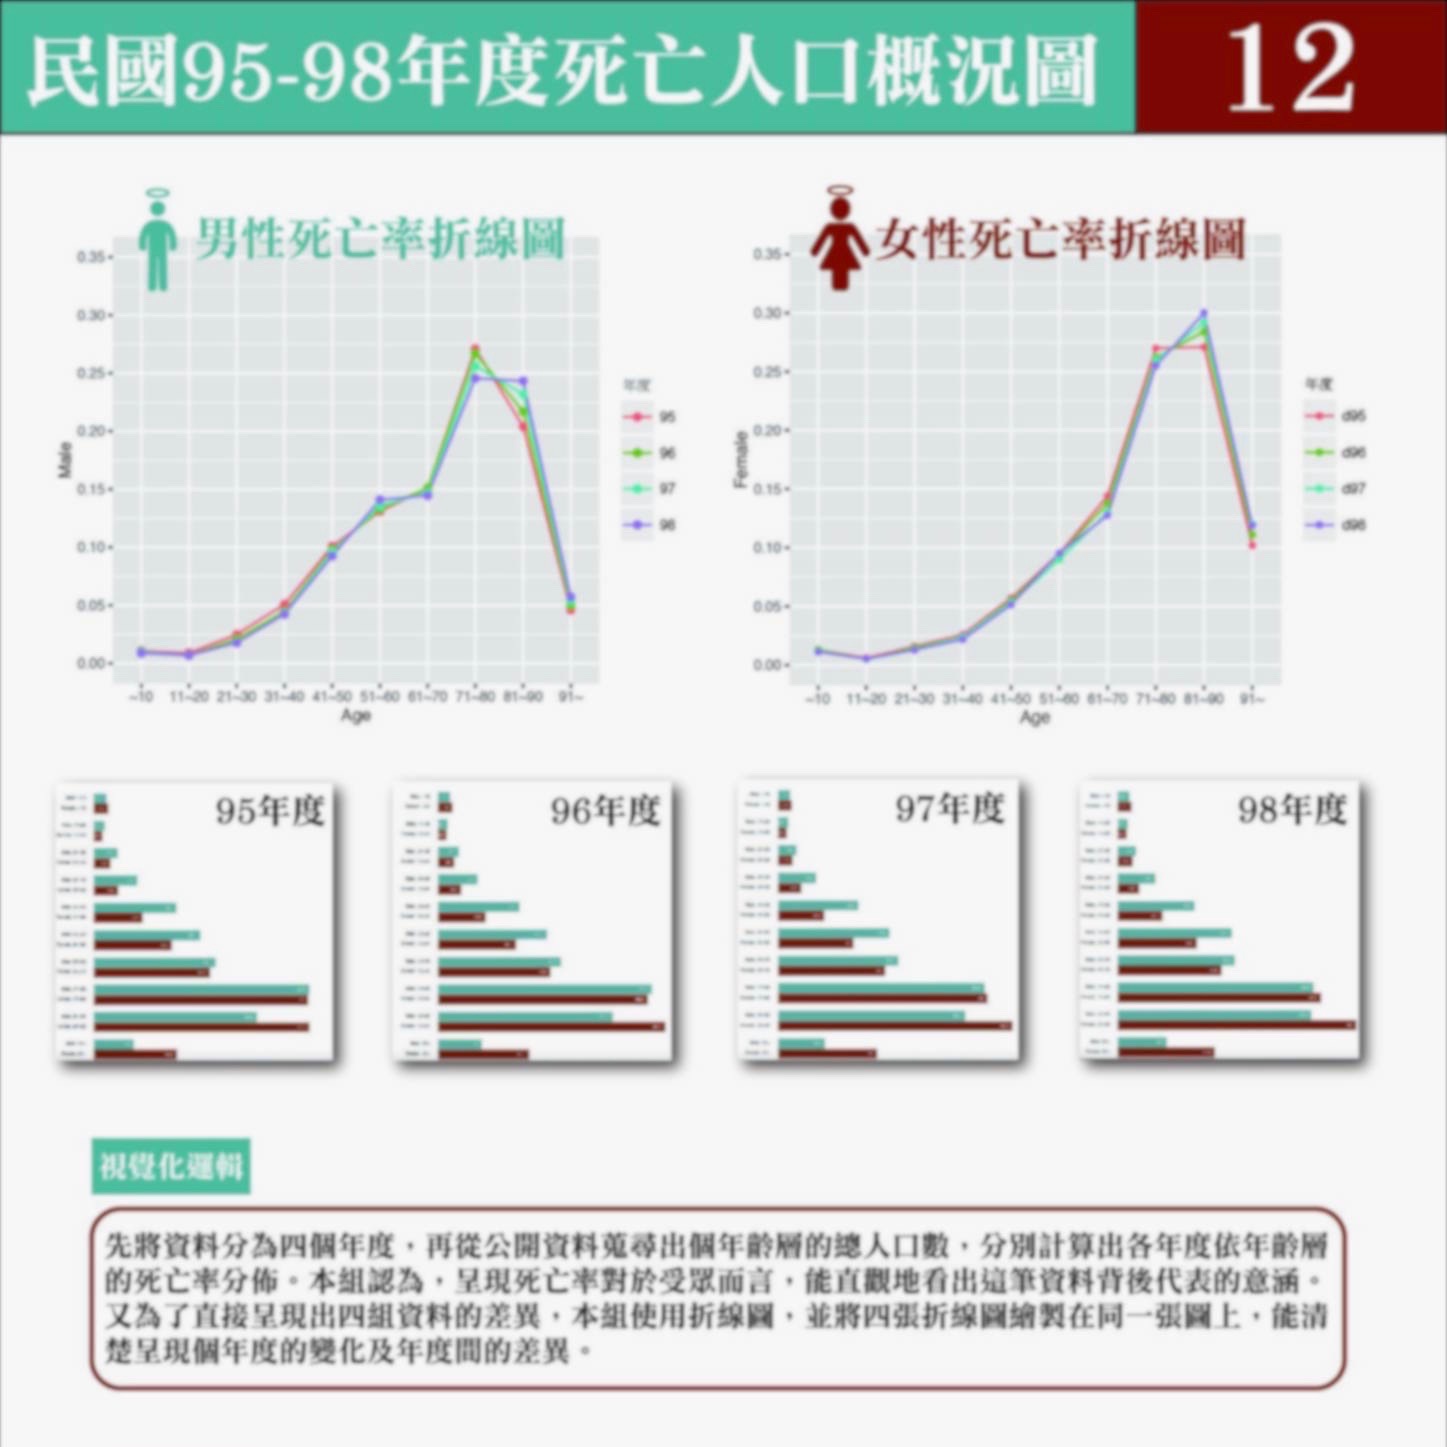 民國95-98年度死亡人口概況圖
12
男性死亡率折線圖
0.35
0.30
0.25
0.20
0.15
0.10
0.05
0.00
Male
~10 11~20 21~30 31~40 41~50 51~60 61~70 71~80 81~90 91~
Age
年度
95
96
97
98
女性死亡率折線圖
0.35
0.30
0.25
0.20
0.15
0.10
0.05
0.00
Female
~10 11~20 21~30 31~40 41~50 51~60 61~70 71~80 81~90 91~
Age
年度
d95
d96
d97
d98
95年度
96年度
97年度
98年度
視覺化邏輯
先將資料分為四個年度，再從公開資料蒐尋出個年齡層的總人口數，分別計算出各年度依年齡層
的死亡率分佈。本組認為，呈現死亡率對於受眾而言，能直觀地看出這筆資料背後代表的意涵。
又為了直接呈現出四組資料的差異，本組使用折線圖，並將四張折線圖繪製在同一張圖上，能清
楚呈現個年度的變化及年度間的差異。